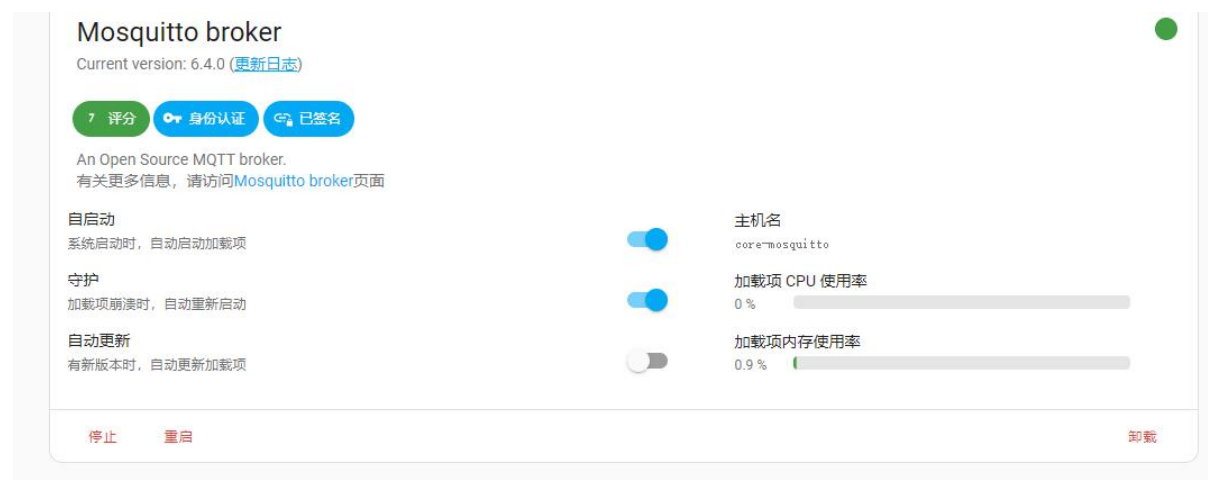 Mosquitto broker
Current version: 6.4.0 (更新日志)
7 评分 身份认证 已签名
An Open Source MQTT broker.
有关更多信息，请访问Mosquitto broker页面
自启动
系统启动时，自动启动加载项
主机名
core-mosquitto
守护
加载项崩溃时，自动重新启动
加载项 CPU 使用率
0 %
自动更新
有新版本时，自动更新加载项
加载项内存使用率
0.9 %
停止 重启 卸载